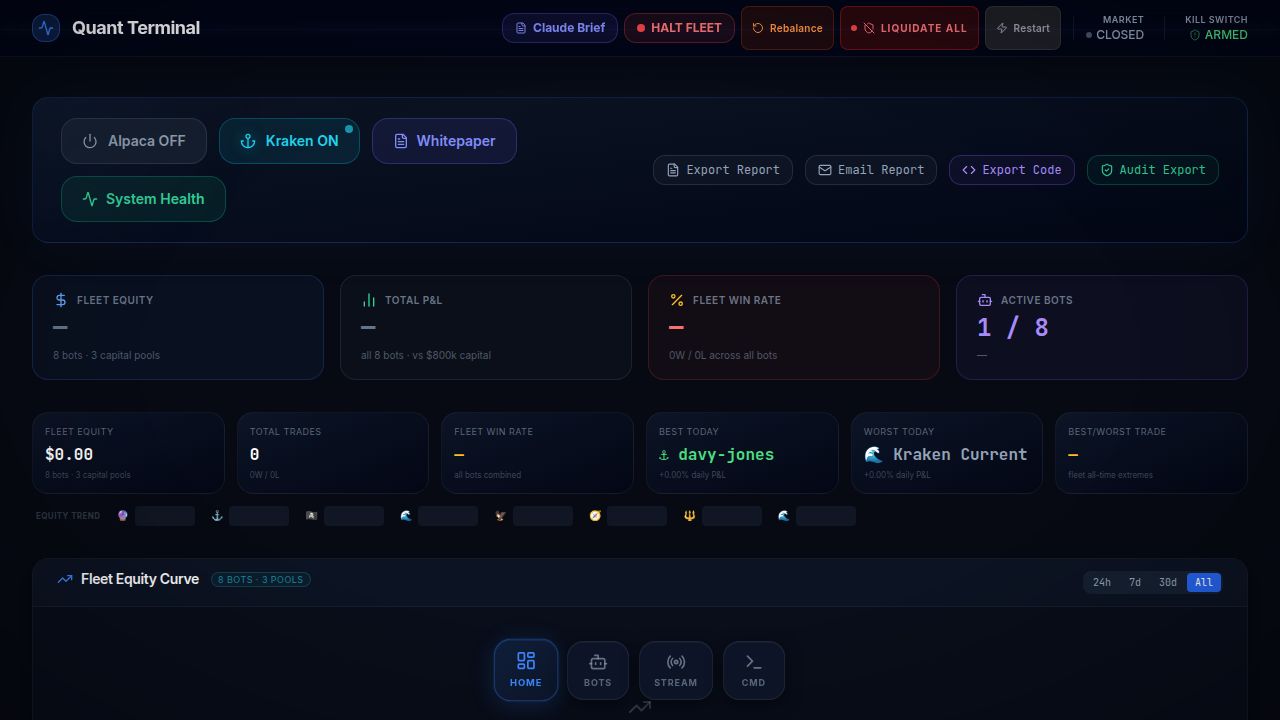 Quant Terminal
Claude Brief
HALT FLEET
Rebalance
LIQUIDATE ALL
Restart
MARKET
CLOSED
KILL SWITCH
ARMED
Alpaca OFF
Kraken ON
Whitepaper
System Health
Export Report
Email Report
Export Code
Audit Export
FLEET EQUITY
—
8 bots · 3 capital pools
TOTAL P&L
—
all 8 bots · vs $800k capital
FLEET WIN RATE
—
0W / 0L across all bots
ACTIVE BOTS
1 / 8
—
FLEET EQUITY
$0.00
8 bots · 3 capital pools
TOTAL TRADES
0
0W / 0L
FLEET WIN RATE
—
all bots combined
BEST TODAY
⚓ davy-jones
+0.00% daily P&L
WORST TODAY
🌊 Kraken Current
+0.00% daily P&L
BEST/WORST TRADE
—
fleet all-time extremes
EQUITY TREND
Fleet Equity Curve
8 BOTS · 3 POOLS
24h 7d 30d All
HOME
BOTS
STREAM
CMD